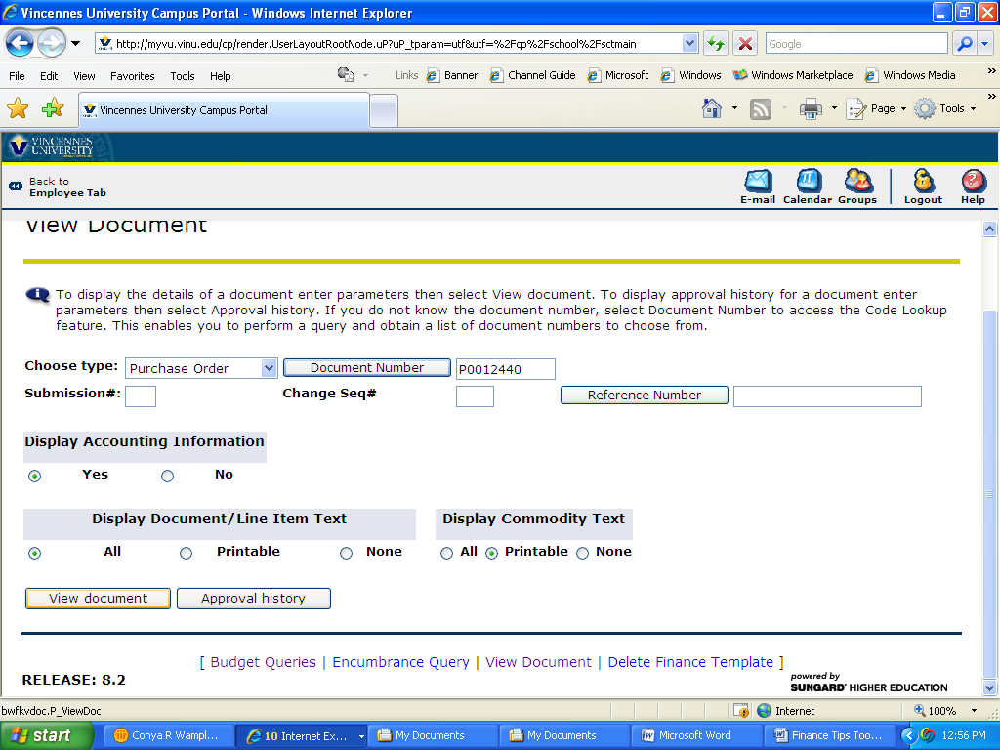 Vincennes University Campus Portal - Windows Internet Explorer
http://myvu.vinu.edu/cp/render.UserLayoutRootNode.uP?uP_tparam=utf&utf=%2Fcp%2Fschool%2Fsctmain
Google
File Edit View Favorites Tools Help
Links Banner Channel Guide Microsoft Windows Windows Marketplace Windows Media »
Vincennes University Campus Portal
Page Tools »
VINCENNES
UNIVERSITY
Back to
Employee Tab
E-mail Calendar Groups Logout Help
View Document
To display the details of a document enter parameters then select View document. To display approval history for a document enter
parameters then select Approval history. If you do not know the document number, select Document Number to access the Code Lookup
feature. This enables you to perform a query and obtain a list of document numbers to choose from.
Choose type: Purchase Order Document Number P0012440
Submission#: Change Seq# Reference Number
Display Accounting Information
Yes No
Display Document/Line Item Text Display Commodity Text
All Printable None All Printable None
View document Approval history
[ Budget Queries | Encumbrance Query | View Document | Delete Finance Template ]
RELEASE: 8.2
powered by
SUNGARD HIGHER EDUCATION
bwfkvdoc.P_ViewDoc Internet 100%
start Conya R Wampl... 10 Internet Ex... My Documents My Documents Microsoft Word Finance Tips Too... 12:56 PM